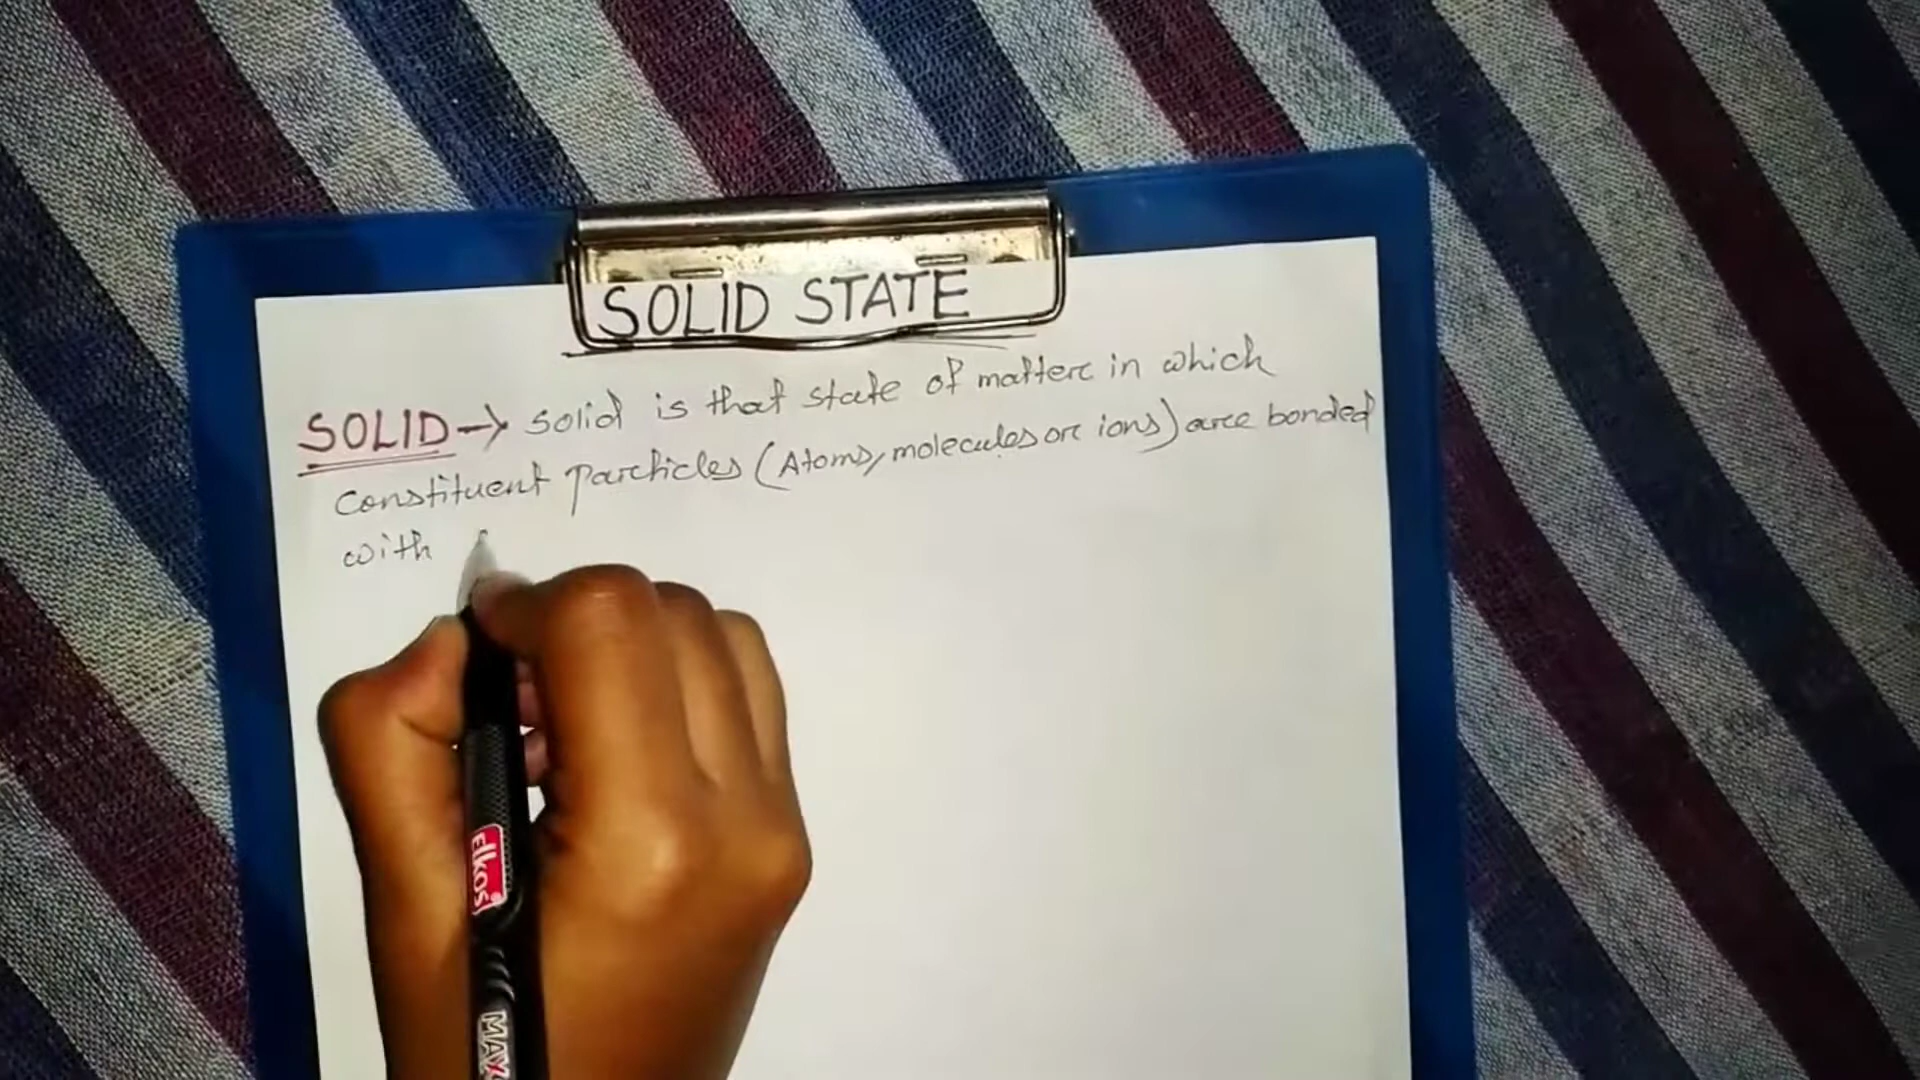 SOLID STATE
SOLID → Solid is that state of matter in which
Constituent particles (Atoms, molecules or ions) are bonded
with
Elkos
MAX